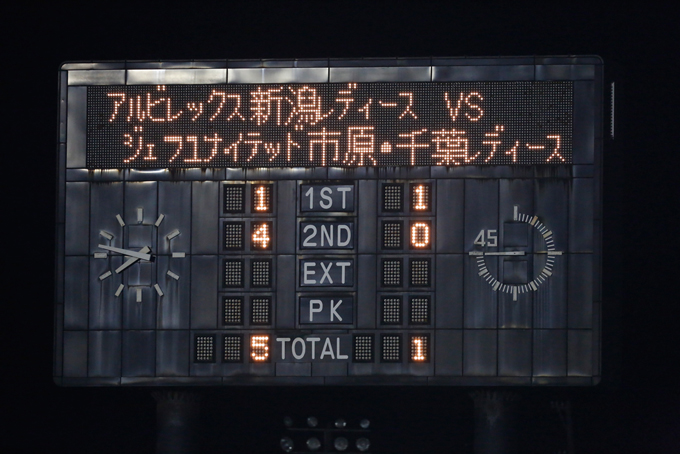 アルビレックス新潟レディース VS
ジェフユナイテッド市原・千葉レディース
1 1ST 1
4 2ND 0
45
EXT
PK
5 TOTAL 1